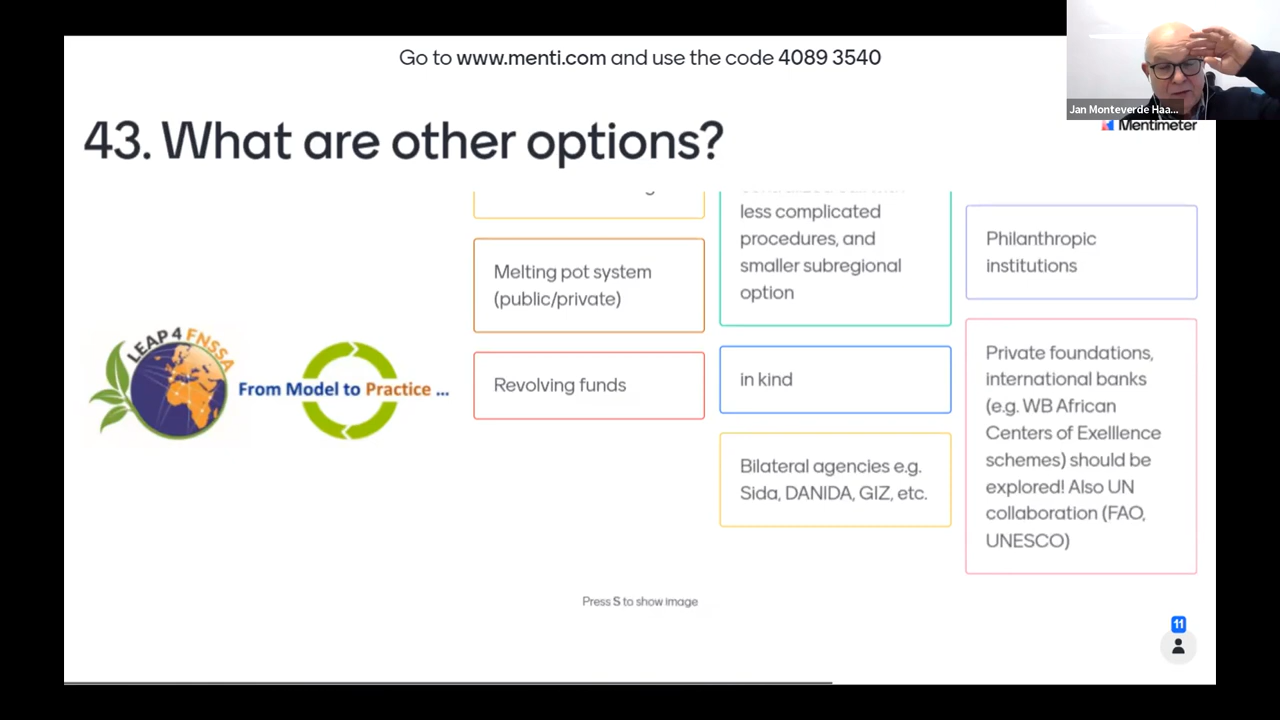 Go to www.menti.com and use the code 4089 3540
Jan Monteverde Haa...
Mentimeter
43. What are other options?
LEAP 4 FNSSA
From Model to Practice ...
Melting pot system
(public/private)
Revolving funds
less complicated
procedures, and
smaller subregional
option
in kind
Bilateral agencies e.g.
Sida, DANIDA, GIZ, etc.
Philanthropic
institutions
Private foundations,
international banks
(e.g. WB African
Centers of Exelllence
schemes) should be
explored! Also UN
collaboration (FAO,
UNESCO)
Press S to show image
11